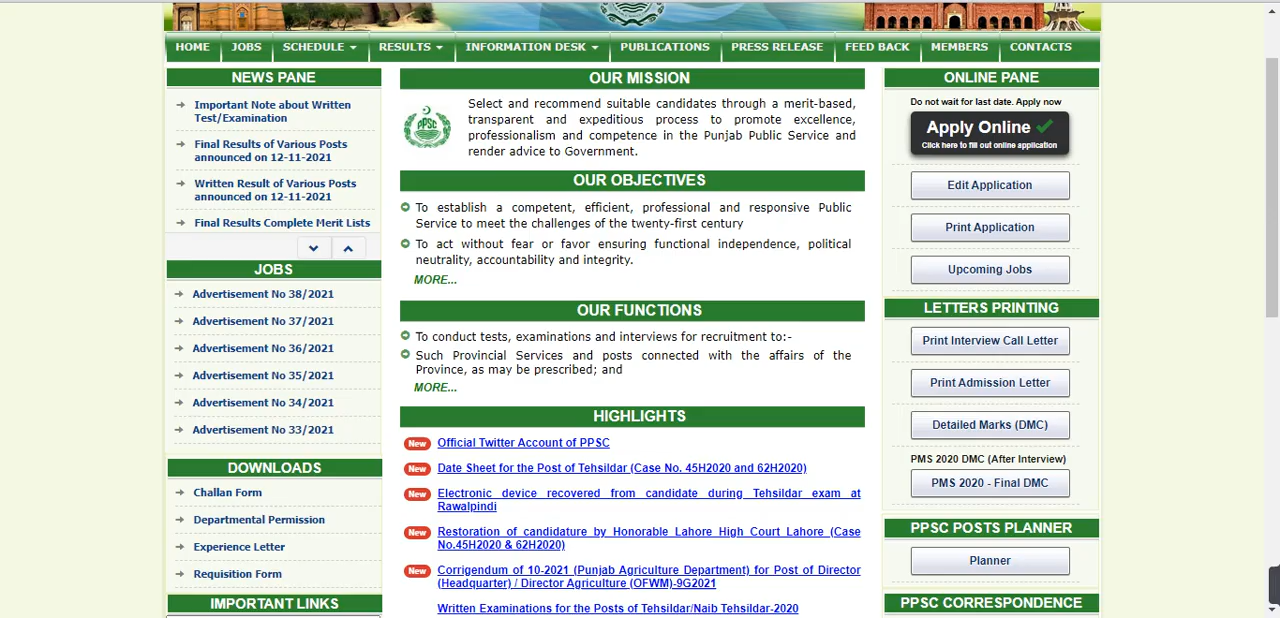 HOME JOBS SCHEDULE RESULTS INFORMATION DESK PUBLICATIONS PRESS RELEASE FEED BACK MEMBERS CONTACTS
NEWS PANE
Important Note about Written
Test/Examination
Final Results of Various Posts
announced on 12-11-2021
Written Result of Various Posts
announced on 12-11-2021
Final Results Complete Merit Lists
JOBS
Advertisement No 38/2021
Advertisement No 37/2021
Advertisement No 36/2021
Advertisement No 35/2021
Advertisement No 34/2021
Advertisement No 33/2021
DOWNLOADS
Challan Form
Departmental Permission
Experience Letter
Requisition Form
IMPORTANT LINKS
OUR MISSION
PPSC
Select and recommend suitable candidates through a merit-based,
transparent and expeditious process to promote excellence,
professionalism and competence in the Punjab Public Service and
render advice to Government.
OUR OBJECTIVES
To establish a competent, efficient, professional and responsive Public
Service to meet the challenges of the twenty-first century
To act without fear or favor ensuring functional independence, political
neutrality, accountability and integrity.
MORE...
OUR FUNCTIONS
To conduct tests, examinations and interviews for recruitment to:-
Such Provincial Services and posts connected with the affairs of the
Province, as may be prescribed; and
MORE...
HIGHLIGHTS
New Official Twitter Account of PPSC
New Date Sheet for the Post of Tehsildar (Case No. 45H2020 and 62H2020)
New Electronic device recovered from candidate during Tehsildar exam at
Rawalpindi
New Restoration of candidature by Honorable Lahore High Court Lahore (Case
No.45H2020 & 62H2020)
New Corrigendum of 10-2021 (Punjab Agriculture Department) for Post of Director
(Headquarter) / Director Agriculture (OFWM)-9G2021
Written Examinations for the Posts of Tehsildar/Naib Tehsildar-2020
ONLINE PANE
Do not wait for last date. Apply now
Apply Online
Click here to fill out online application
Edit Application
Print Application
Upcoming Jobs
LETTERS PRINTING
Print Interview Call Letter
Print Admission Letter
Detailed Marks (DMC)
PMS 2020 DMC (After Interview)
PMS 2020 - Final DMC
PPSC POSTS PLANNER
Planner
PPSC CORRESPONDENCE